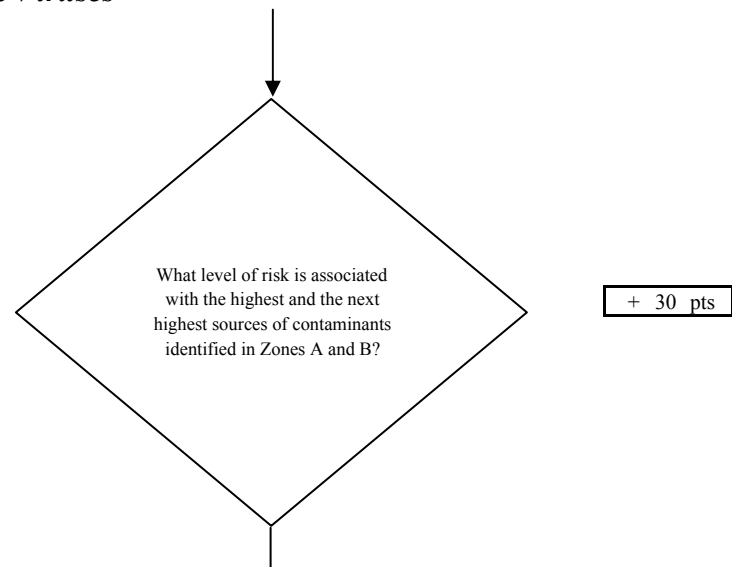 What level of risk is associated
with the highest and the next
highest sources of contaminants
identified in Zones A and B?
+ 30 pts